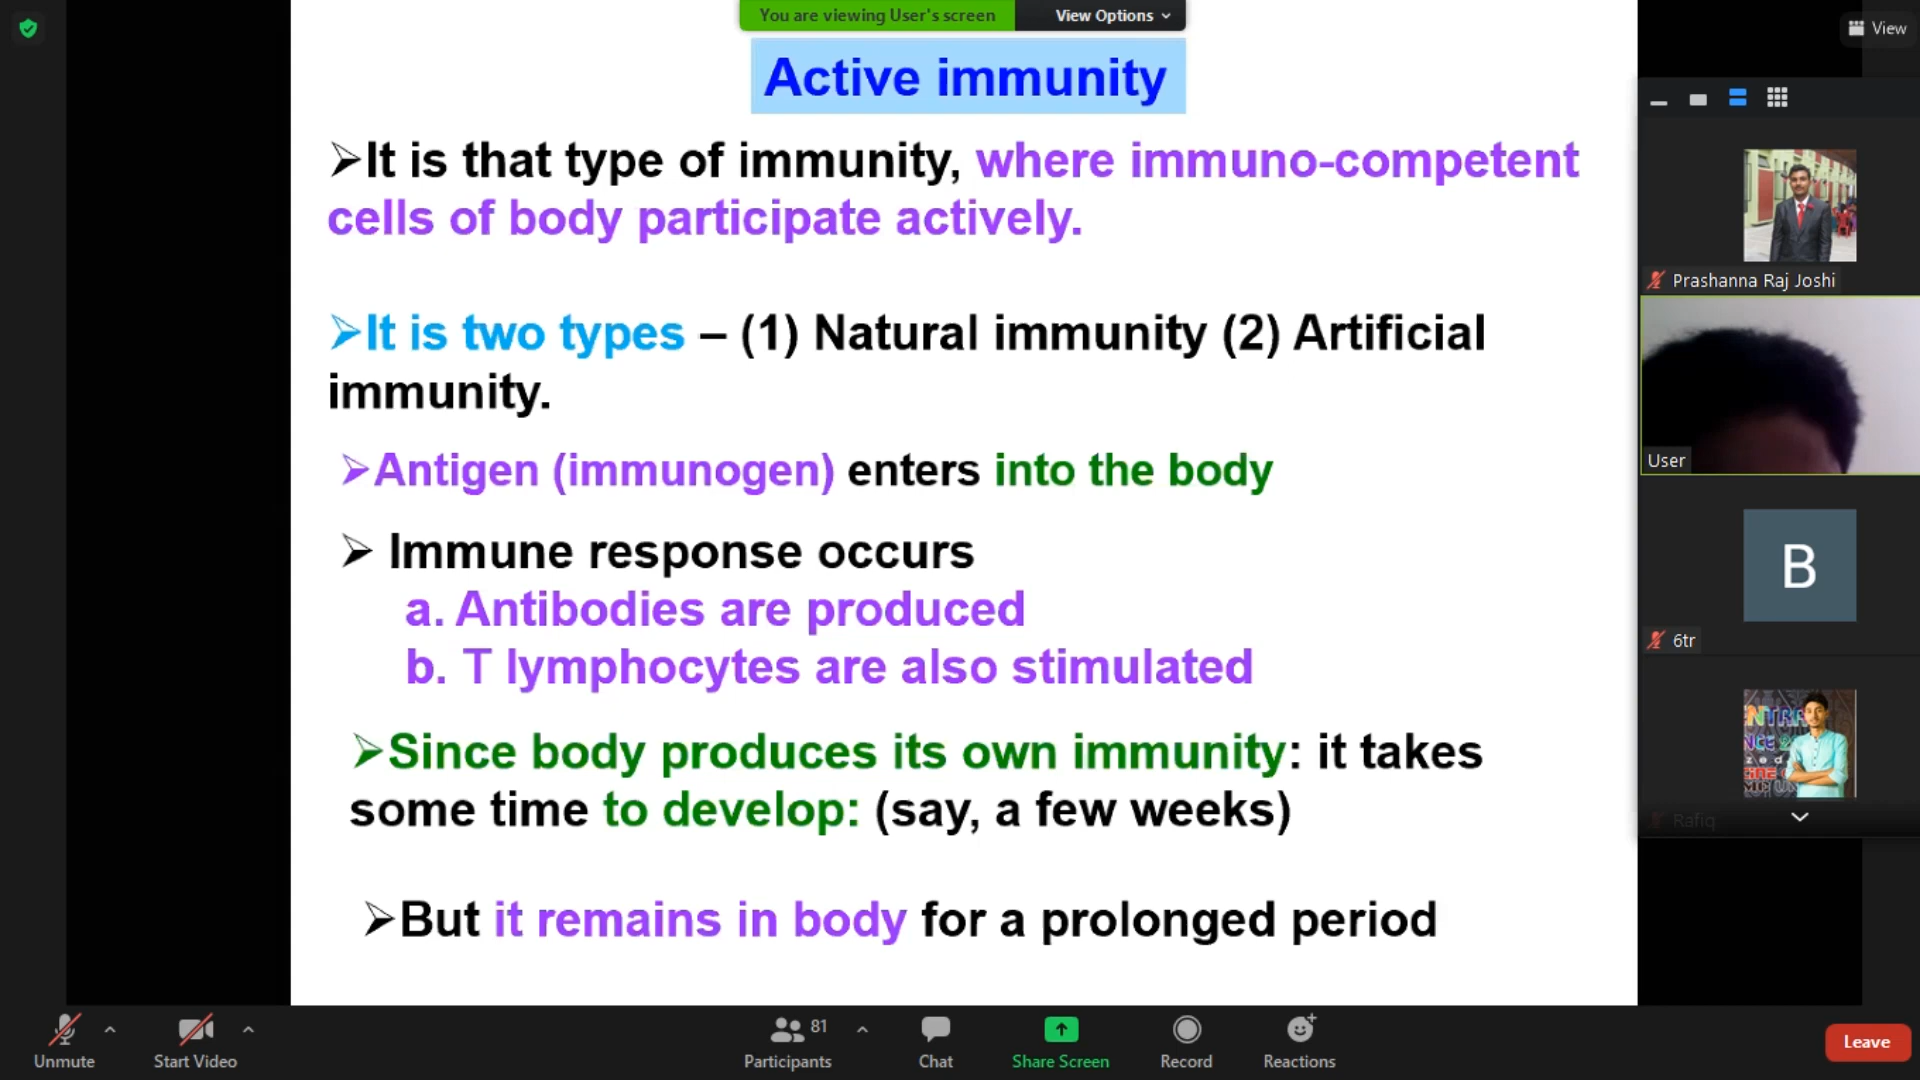 You are viewing User's screen
View Options
View
Active immunity
➢It is that type of immunity, where immuno-competent
cells of body participate actively.
➢It is two types – (1) Natural immunity (2) Artificial
immunity.
➢Antigen (immunogen) enters into the body
➢ Immune response occurs
a. Antibodies are produced
b. T lymphocytes are also stimulated
➢Since body produces its own immunity: it takes
some time to develop: (say, a few weeks)
➢But it remains in body for a prolonged period
Prashanna Raj Joshi
User
B
6tr
Rafiq
Unmute
Start Video
81
Participants
Chat
Share Screen
Record
Reactions
Leave